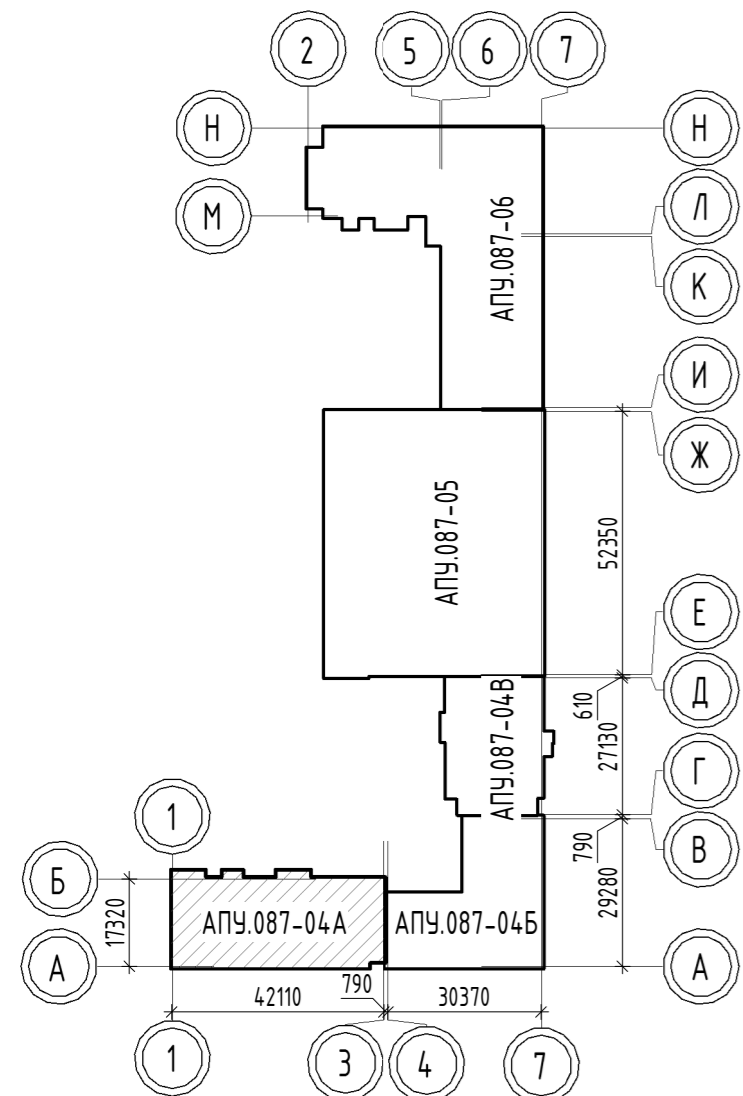 2
5
6
7
Н
Н
М
Л
АПУ.087-06
К
И
Ж
АПУ.087-05
52350
Е
Д
610
АПУ.087-04В
27130
Г
1
В
790
29280
Б
17320
АПУ.087-04А
АПУ.087-04Б
А
А
42110
790
30370
1
3
4
7